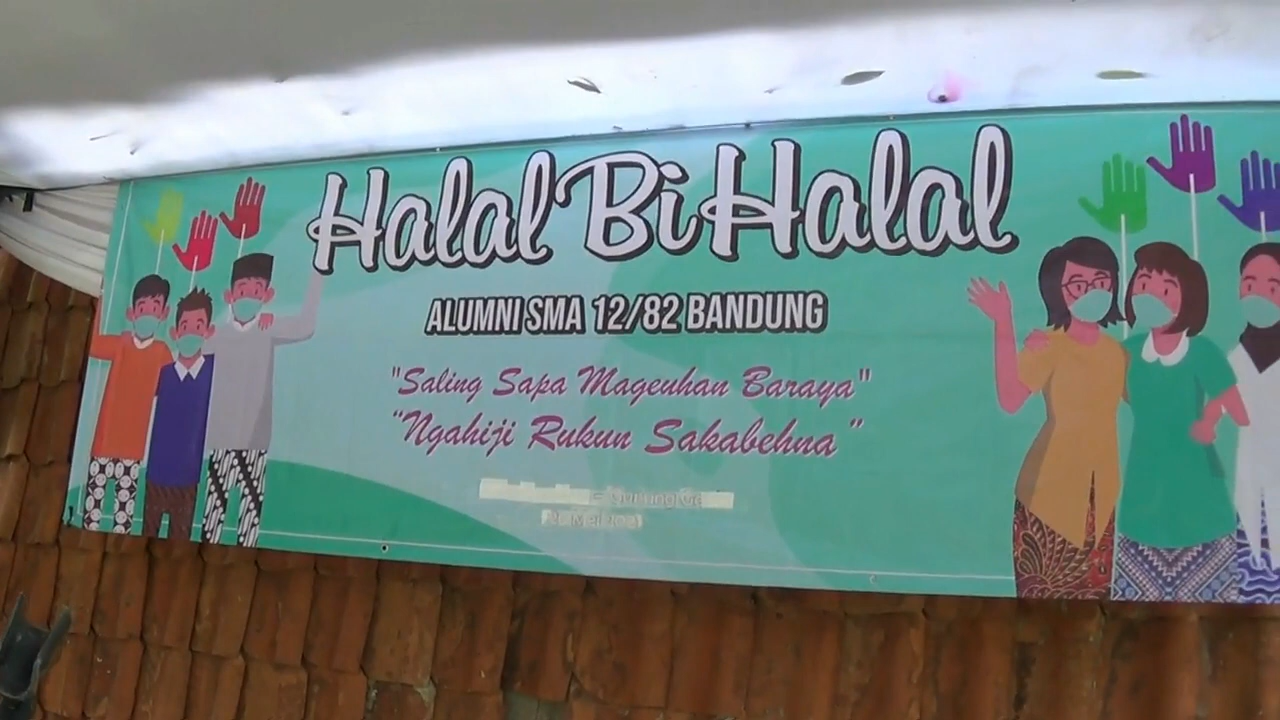 Halal Bi Halal
ALUMNI SMA 12/82 BANDUNG
"Saling Sapa Mageuhan Baraya"
"Ngahiji Rukun Sakabehna"